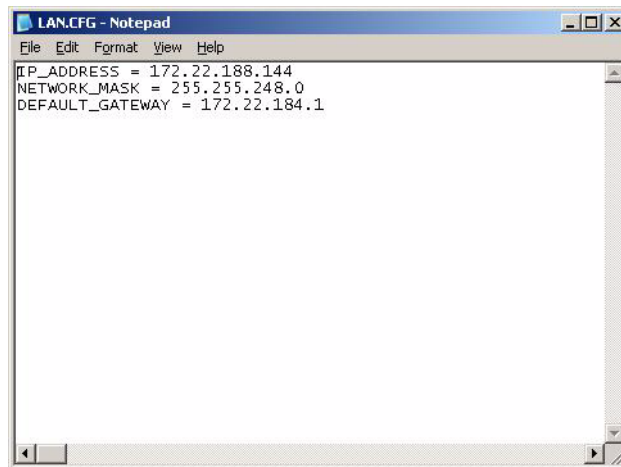 LAN.CFG - Notepad
File Edit Format View Help
IP_ADDRESS = 172.22.188.144
NETWORK_MASK = 255.255.248.0
DEFAULT_GATEWAY = 172.22.184.1